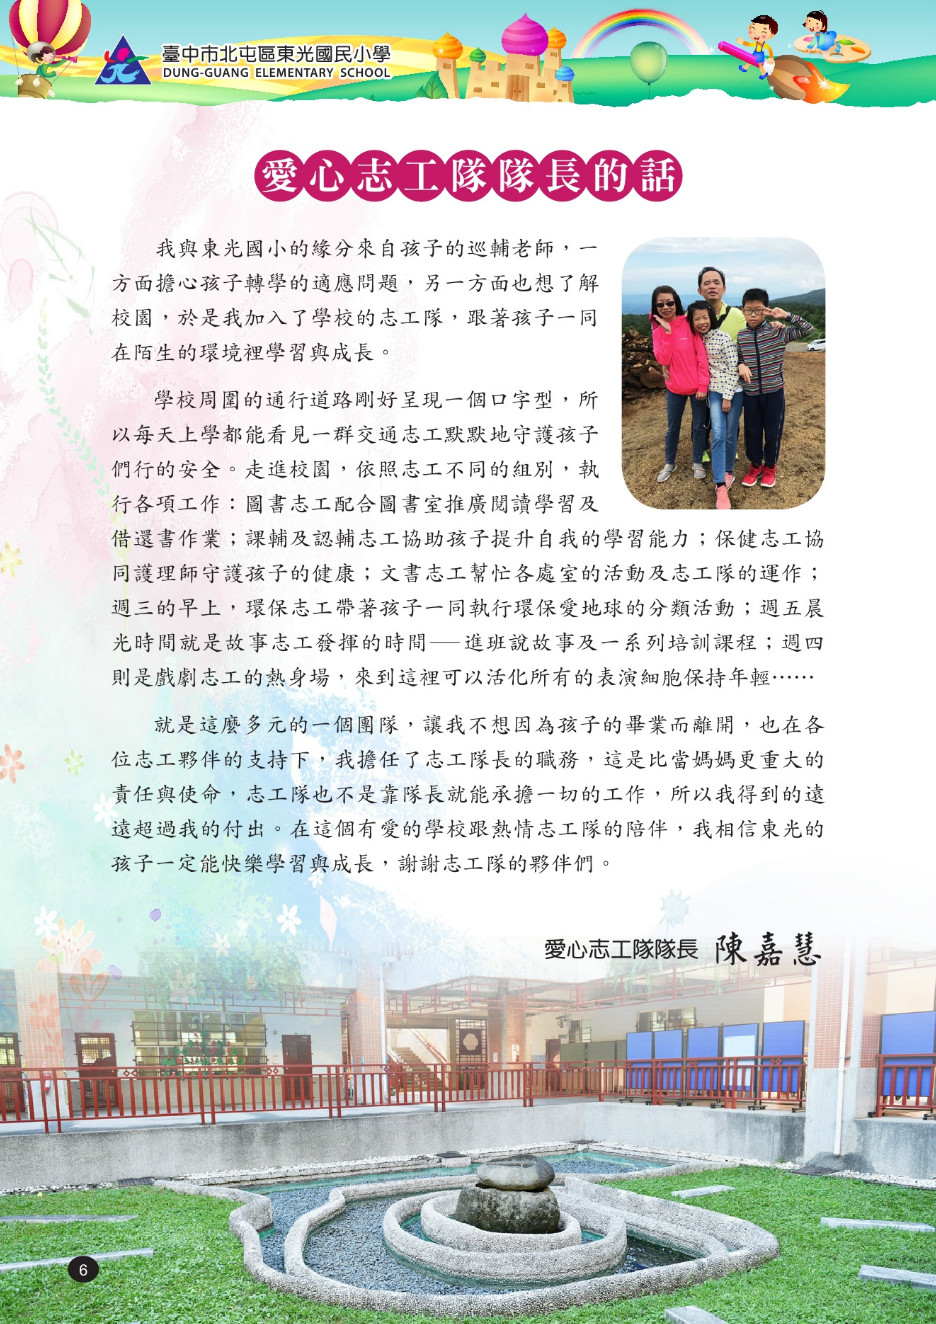 臺中市北屯區東光國民小學
DUNG-GUANG ELEMENTARY SCHOOL
愛心志工隊隊長的話
我與東光國小的緣分來自孩子的巡輔老師，一
方面擔心孩子轉學的適應問題，另一方面也想了解
校園，於是我加入了學校的志工隊，跟著孩子一同
在陌生的環境裡學習與成長。
學校周圍的通行道路剛好呈現一個口字型，所
以每天上學都能看見一群交通志工默默地守護孩子
們行的安全。走進校園，依照志工不同的組別，執
行各項工作：圖書志工配合圖書室推廣閱讀學習及
借還書作業；課輔及認輔志工協助孩子提升自我的學習能力；保健志工協
同護理師守護孩子的健康；文書志工幫忙各處室的活動及志工隊的運作；
週三的早上，環保志工帶著孩子一同執行環保愛地球的分類活動；週五晨
光時間就是故事志工發揮的時間——進班說故事及一系列培訓課程；週四
則是戲劇志工的熱身場，來到這裡可以活化所有的表演細胞保持年輕……
就是這麼多元的一個團隊，讓我不想因為孩子的畢業而離開，也在各
位志工夥伴的支持下，我擔任了志工隊長的職務，這是比當媽媽更重大的
責任與使命，志工隊也不是靠隊長就能承擔一切的工作，所以我得到的遠
遠超過我的付出。在這個有愛的學校跟熱情志工隊的陪伴，我相信東光的
孩子一定能快樂學習與成長，謝謝志工隊的夥伴們。
愛心志工隊隊長 陳嘉慧
6